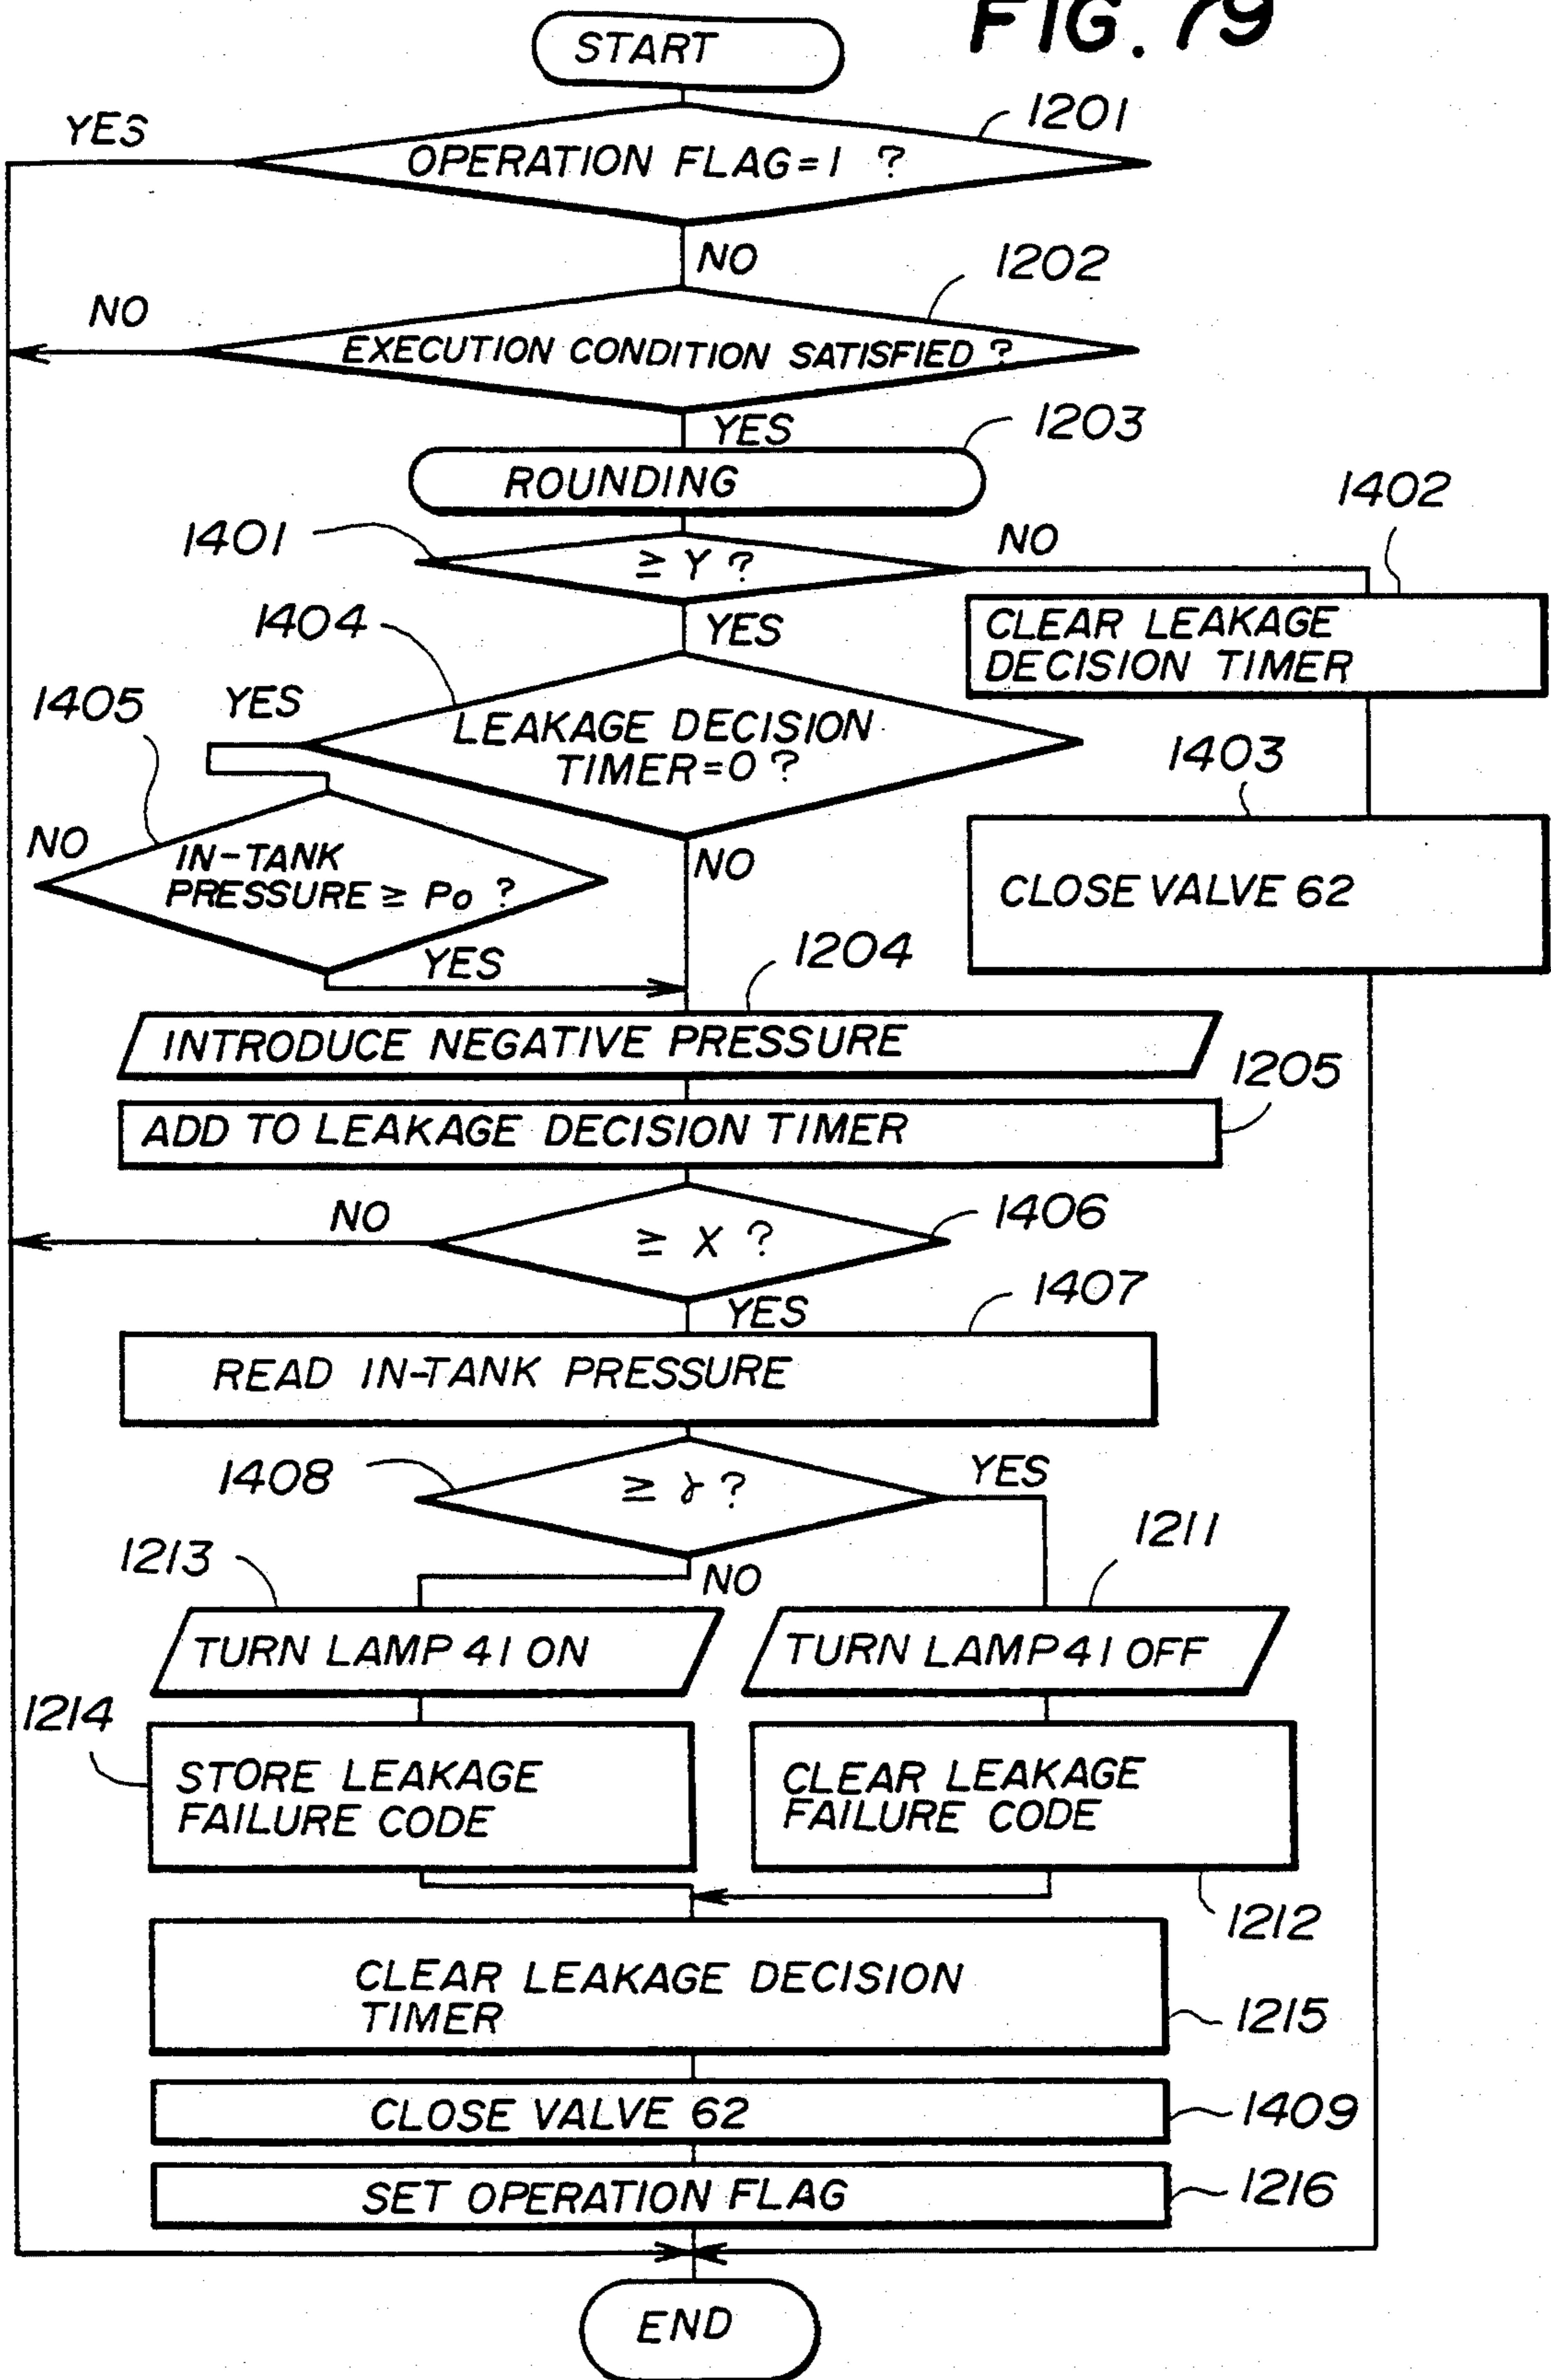 FIG. 79
START
1201
YES
OPERATION FLAG=1 ?
NO
1202
NO
EXECUTION CONDITION SATISFIED ?
YES
1203
ROUNDING
1402
1401
≥ Y ?
NO
1404
YES
CLEAR LEAKAGE
DECISION TIMER
1405
YES
LEAKAGE DECISION
TIMER=0 ?
1403
NO
IN-TANK
PRESSURE ≥ Po ?
NO
CLOSE VALVE 62
YES
1204
INTRODUCE NEGATIVE PRESSURE
1205
ADD TO LEAKAGE DECISION TIMER
NO
1406
≥ X ?
1407
YES
READ IN-TANK PRESSURE
1408
≥ γ ?
YES
1213
NO
1211
TURN LAMP 41 ON
TURN LAMP 41 OFF
1214
STORE LEAKAGE
FAILURE CODE
CLEAR LEAKAGE
FAILURE CODE
1212
CLEAR LEAKAGE DECISION
TIMER
1215
CLOSE VALVE 62
1409
SET OPERATION FLAG
1216
END